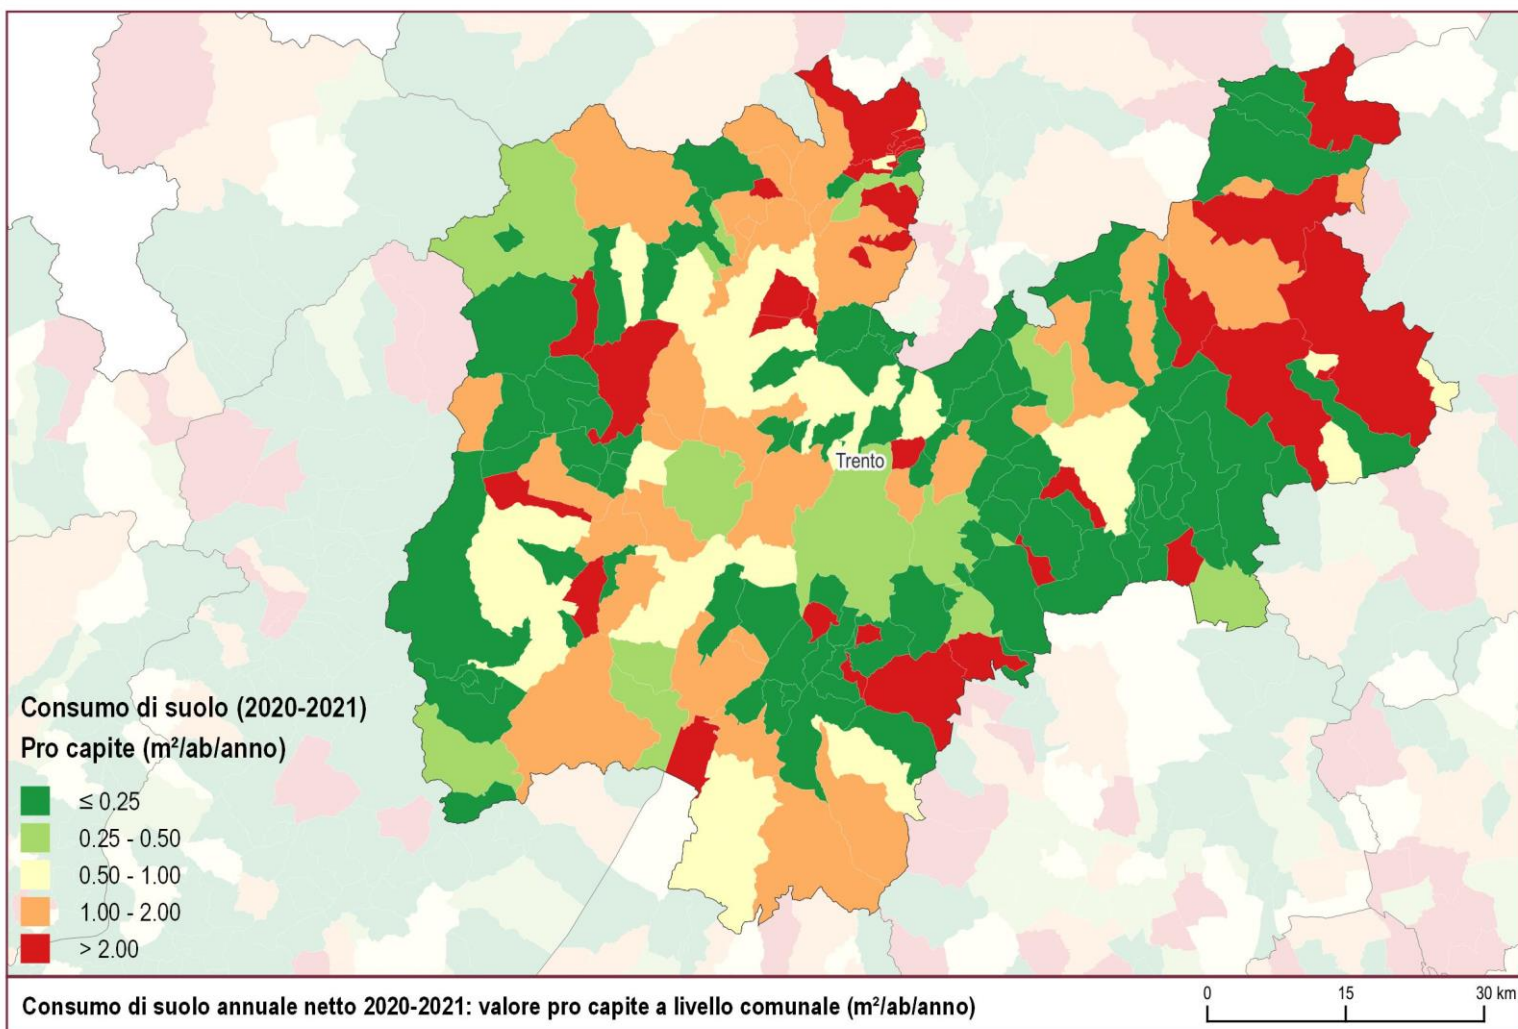 Trento
Consumo di suolo (2020-2021)
Pro capite (m²/ab/anno)
≤ 0.25
0.25 - 0.50
0.50 - 1.00
1.00 - 2.00
> 2.00
Consumo di suolo annuale netto 2020-2021: valore pro capite a livello comunale (m²/ab/anno)
0 15 30 km